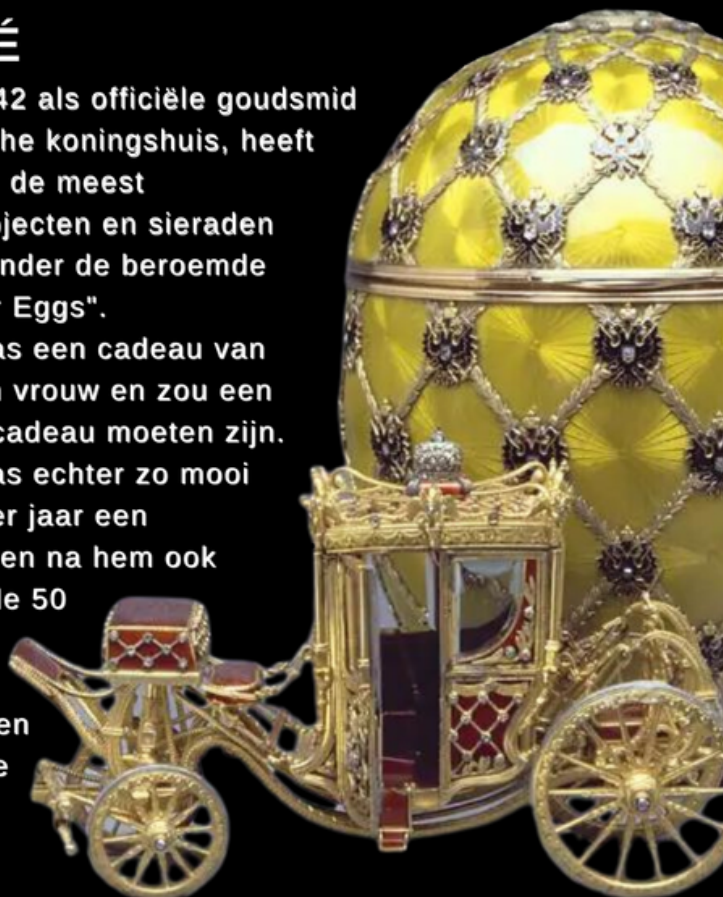 É
42 als officiële goudsmid
he koningshuis, heeft
de meest
jecten en sieraden
nder de beroemde
Eggs".
as een cadeau van
vrouw en zou een
cadeau moeten zijn.
as echter zo mooi
er jaar een
en na hem ook
de 50
en
e